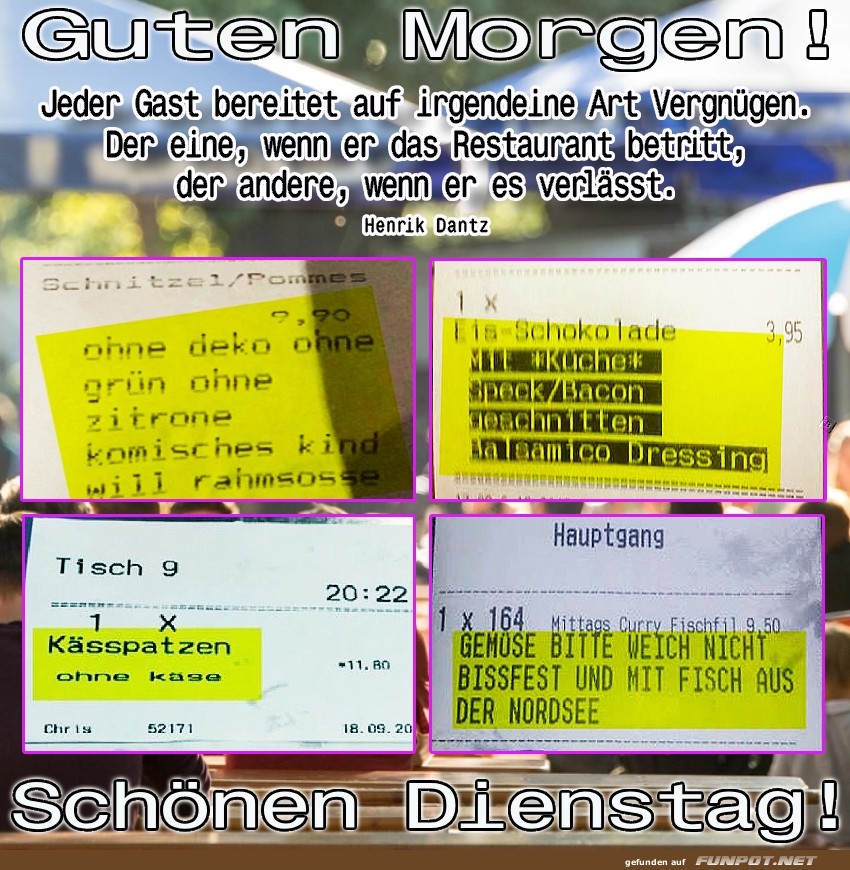 Guten Morgen!
Jeder Gast bereitet auf irgendeine Art Vergnügen.
Der eine, wenn er das Restaurant betritt,
der andere, wenn er es verlässt.
Henrik Dantz
Schnitzel/Pommes
9,90
ohne deko ohne
grün ohne
zitrone
komisches kind
will rahmsosse
1 x
Eis-Schokolade 3,95
Mit *Küche*
Speck/Bacon
Geschnitten
Balsamico Dressing
Tisch 9
20:22
1 X
Kässpatzen
ohne käse
*11.80
Chris 52171 18.09.20
Hauptgang
1 x 164 Mittags Curry Fischfil 9,50
GEMÜSE BITTE WEICH NICHT
BISSFEST UND MIT FISCH AUS
DER NORDSEE
Schönen Dienstag!
gefunden auf FUNPOT.NET